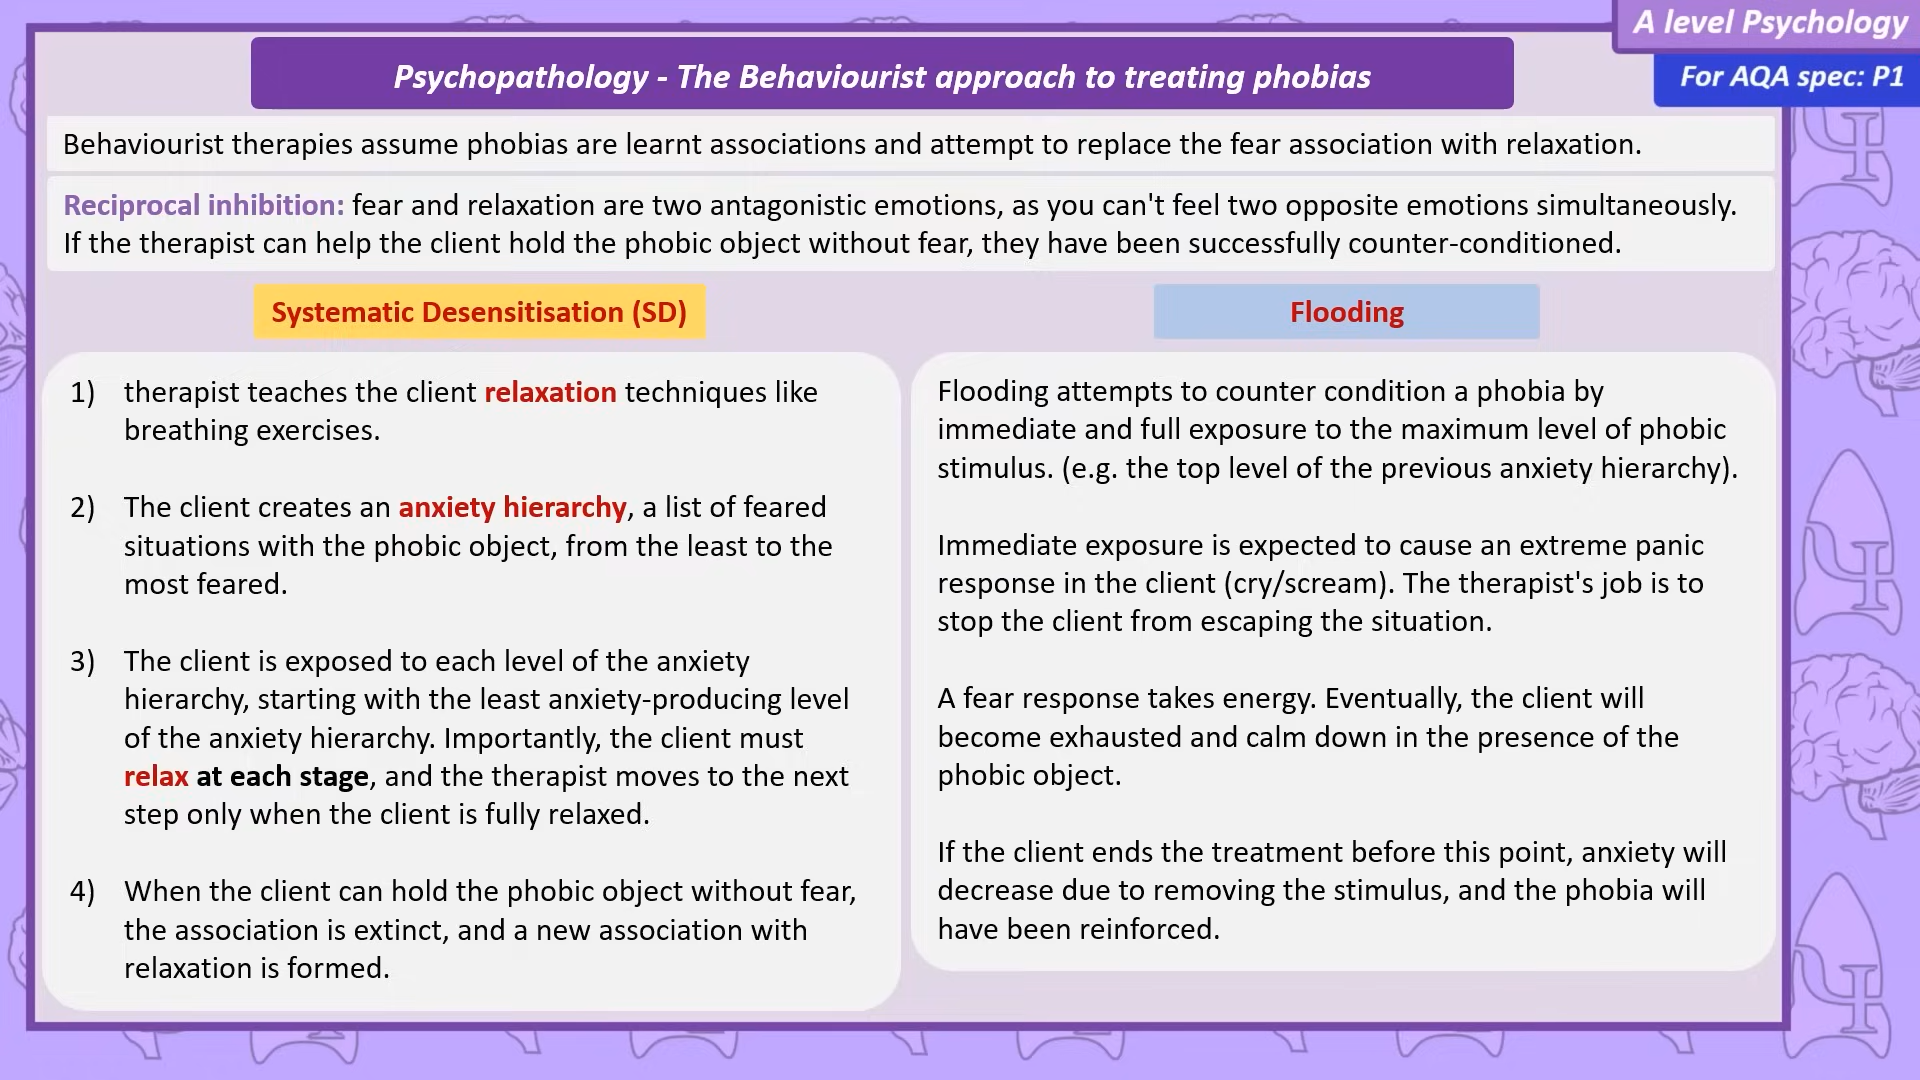 A level Psychology
For AQA spec: P1
Psychopathology - The Behaviourist approach to treating phobias
Behaviourist therapies assume phobias are learnt associations and attempt to replace the fear association with relaxation.
Reciprocal inhibition: fear and relaxation are two antagonistic emotions, as you can't feel two opposite emotions simultaneously.
If the therapist can help the client hold the phobic object without fear, they have been successfully counter-conditioned.
Systematic Desensitisation (SD)
1) therapist teaches the client relaxation techniques like
breathing exercises.
2) The client creates an anxiety hierarchy, a list of feared
situations with the phobic object, from the least to the
most feared.
3) The client is exposed to each level of the anxiety
hierarchy, starting with the least anxiety-producing level
of the anxiety hierarchy. Importantly, the client must
relax at each stage, and the therapist moves to the next
step only when the client is fully relaxed.
4) When the client can hold the phobic object without fear,
the association is extinct, and a new association with
relaxation is formed.
Flooding
Flooding attempts to counter condition a phobia by
immediate and full exposure to the maximum level of phobic
stimulus. (e.g. the top level of the previous anxiety hierarchy).
Immediate exposure is expected to cause an extreme panic
response in the client (cry/scream). The therapist's job is to
stop the client from escaping the situation.
A fear response takes energy. Eventually, the client will
become exhausted and calm down in the presence of the
phobic object.
If the client ends the treatment before this point, anxiety will
decrease due to removing the stimulus, and the phobia will
have been reinforced.